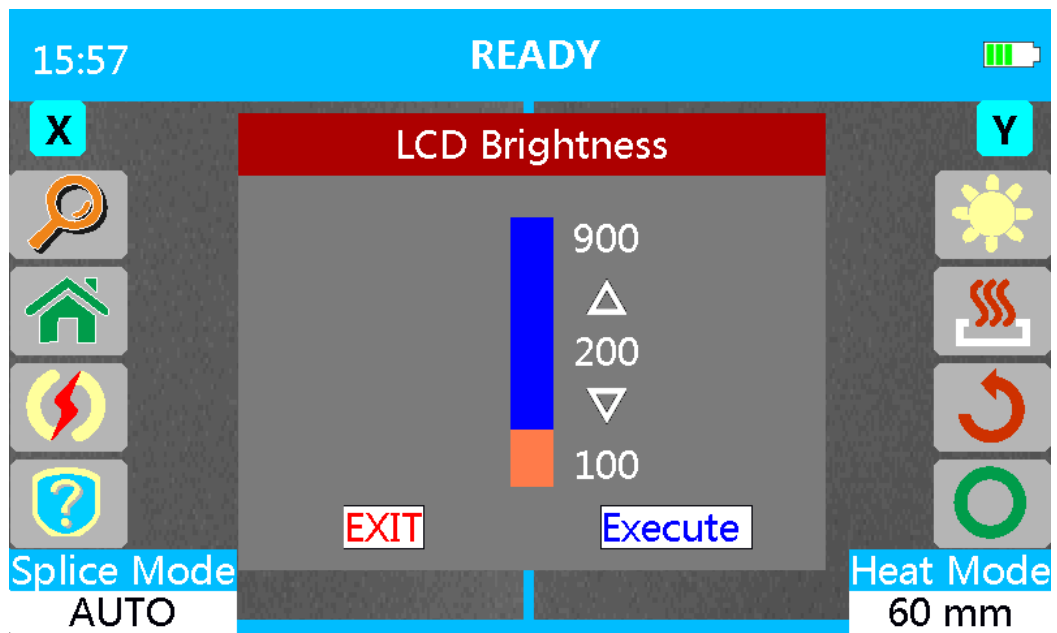 15:57
READY
X
Y
LCD Brightness
900
200
100
?
EXIT
Execute
Splice Mode
AUTO
Heat Mode
60 mm